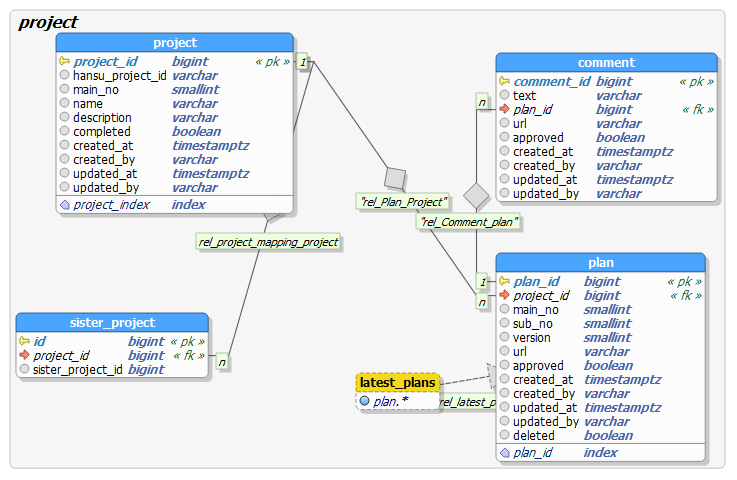 project
project
project_id bigint « pk »
hansu_project_id varchar
main_no smallint
name varchar
description varchar
completed boolean
created_at timestamptz
created_by varchar
updated_at timestamptz
updated_by varchar
project_index index
1
comment
comment_id bigint « pk »
text varchar
plan_id bigint « fk »
url varchar
approved boolean
created_at timestamptz
created_by varchar
updated_at timestamptz
updated_by varchar
n
"rel_Plan_Project"
"rel_Comment_plan"
rel_project_mapping_project
1
n
plan
plan_id bigint « pk »
project_id bigint « fk »
main_no smallint
sub_no smallint
version smallint
url varchar
approved boolean
created_at timestamptz
created_by varchar
updated_at timestamptz
updated_by varchar
deleted boolean
plan_id index
sister_project
id bigint « pk »
project_id bigint « fk »
sister_project_id bigint
n
latest_plans
plan.*
rel_latest_p